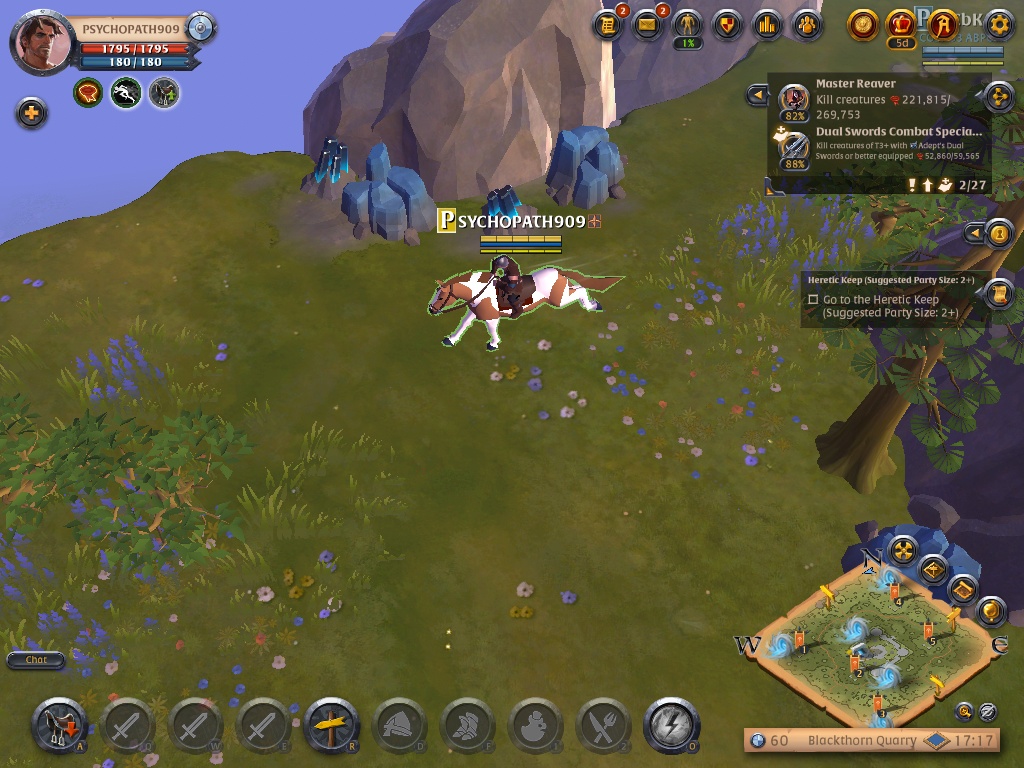 PSYCHOPATH909
1795/1795
180/180
2
2
1%
5d
Master Reaver
Kill creatures 221,815/
269,753
82%
Dual Swords Combat Specia...
Kill creatures of T3+ with Adept's Dual
Swords or better equipped 52,860/59,565
88%
2/27
PSYCHOPATH909
Heretic Keep (Suggested Party Size: 2+)
Go to the Heretic Keep
(Suggested Party Size: 2+)
N
W
E
4
1
5
2
3
Chat
A
Q
W
E
R
D
F
1
2
O
60 Blackthorn Quarry 17:17